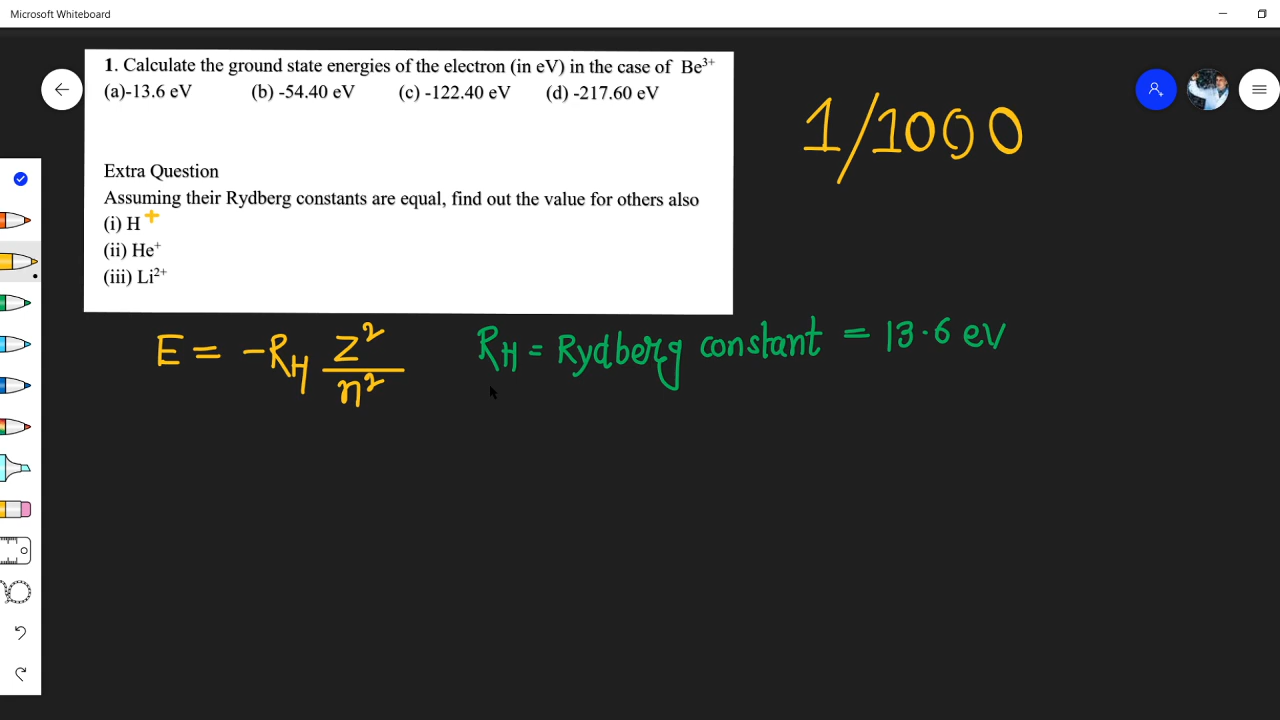 Microsoft Whiteboard
1. Calculate the ground state energies of the electron (in eV) in the case of Be³⁺
(a)-13.6 eV (b) -54.40 eV (c) -122.40 eV (d) -217.60 eV
1/1000
Extra Question
Assuming their Rydberg constants are equal, find out the value for others also
(i) H⁺
(ii) He⁺
(iii) Li²⁺
E = -R_H Z²/n² R_H = Rydberg constant = 13.6 eV